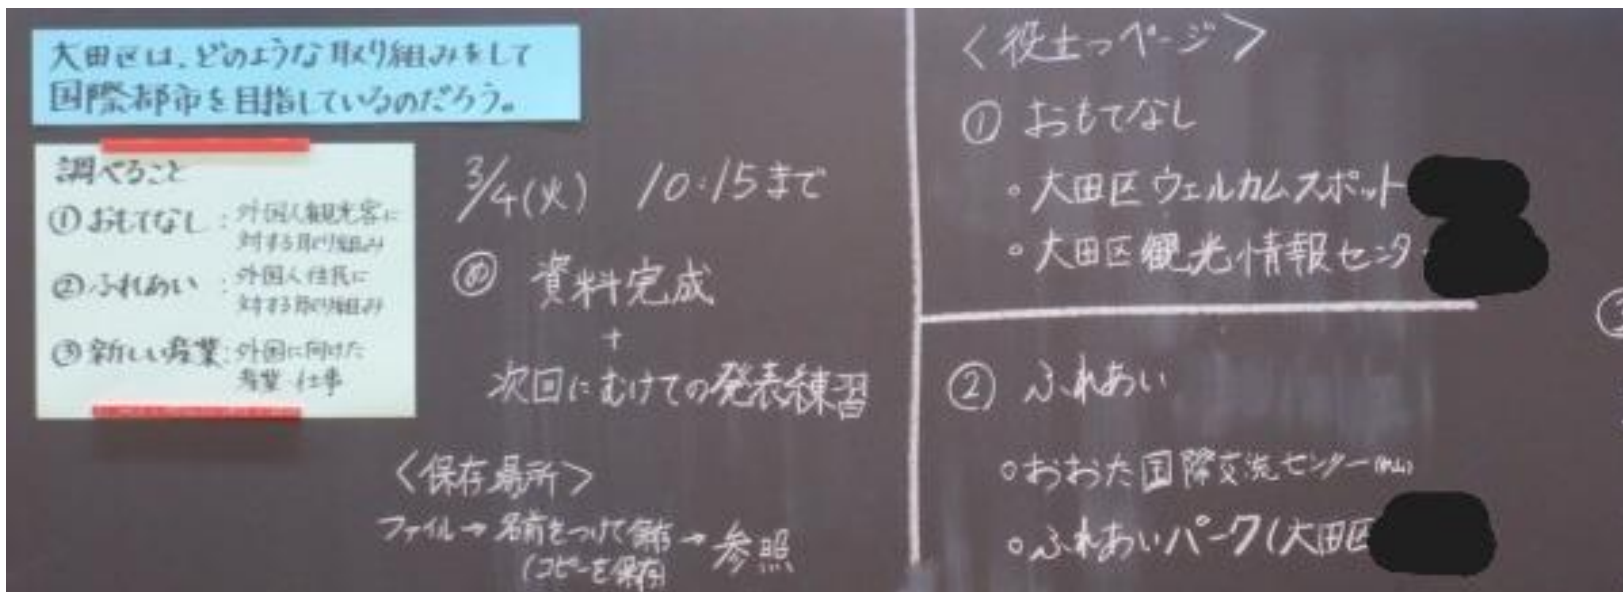 大田区は、どのような取り組みをして
国際都市を目指しているのだろう。
調べること
①おもてなし:外国人観光客に
対する取り組み
②ふれあい:外国人住民に
対する取り組み
③新しい産業:外国に向けた
産業・仕事
3/4(火) 10:15まで
め 資料完成
+
次回にむけての発表練習
〈保存場所〉
ファイル→名前をつけて保存→参照
(コピーを保存)
〈役立つページ〉
① おもてなし
。大田区ウェルカムスポット
。大田区観光情報センター
② ふれあい
。おおた国際交流センター
。ふれあいパーク(大田区